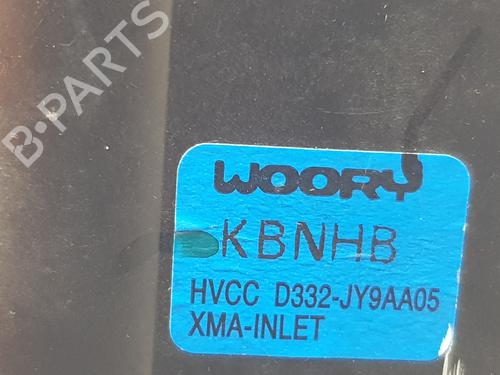 B-PARTS
WOORY
KBNHB
HVCC D332-JY9AA05
XMA-INLET